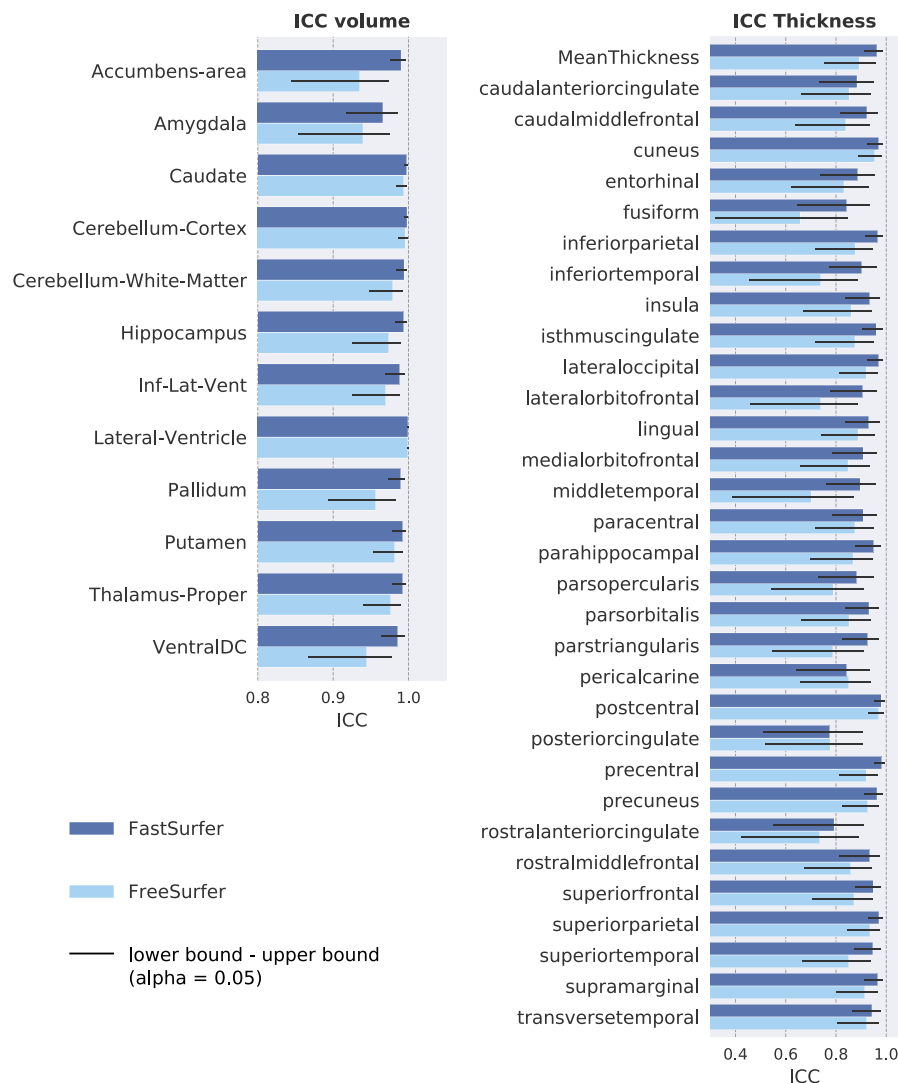 ICC volume
Accumbens-area
Amygdala
Caudate
Cerebellum-Cortex
Cerebellum-White-Matter
Hippocampus
Inf-Lat-Vent
Lateral-Ventricle
Pallidum
Putamen
Thalamus-Proper
VentralDC
0.8 0.9 1.0
ICC
FastSurfer
FreeSurfer
lower bound - upper bound
(alpha = 0.05)
ICC Thickness
MeanThickness
caudalanteriorcingulate
caudalmiddlefrontal
cuneus
entorhinal
fusiform
inferiorparietal
inferiortemporal
insula
isthmuscingulate
lateraloccipital
lateralorbitofrontal
lingual
medialorbitofrontal
middletemporal
paracentral
parahippocampal
parsopercularis
parsorbitalis
parstriangularis
pericalcarine
postcentral
posteriorcingulate
precentral
precuneus
rostralanteriorcingulate
rostralmiddlefrontal
superiorfrontal
superiorparietal
superiortemporal
supramarginal
transversetemporal
0.4 0.6 0.8 1.0
ICC